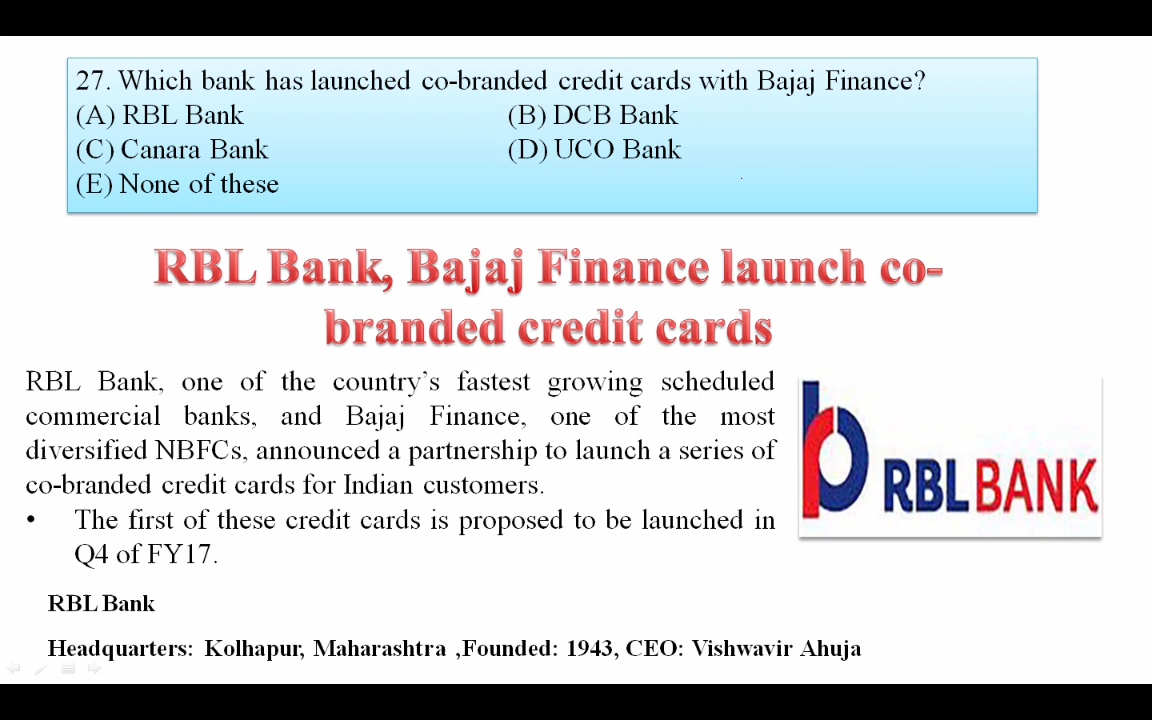 27. Which bank has launched co-branded credit cards with Bajaj Finance?
(A) RBL Bank (B) DCB Bank
(C) Canara Bank (D) UCO Bank
(E) None of these
RBL Bank, Bajaj Finance launch co-
branded credit cards
RBL Bank, one of the country’s fastest growing scheduled
commercial banks, and Bajaj Finance, one of the most
diversified NBFCs, announced a partnership to launch a series of
co-branded credit cards for Indian customers.
• The first of these credit cards is proposed to be launched in
Q4 of FY17.
RBL BANK
RBL Bank
Headquarters: Kolhapur, Maharashtra ,Founded: 1943, CEO: Vishwavir Ahuja